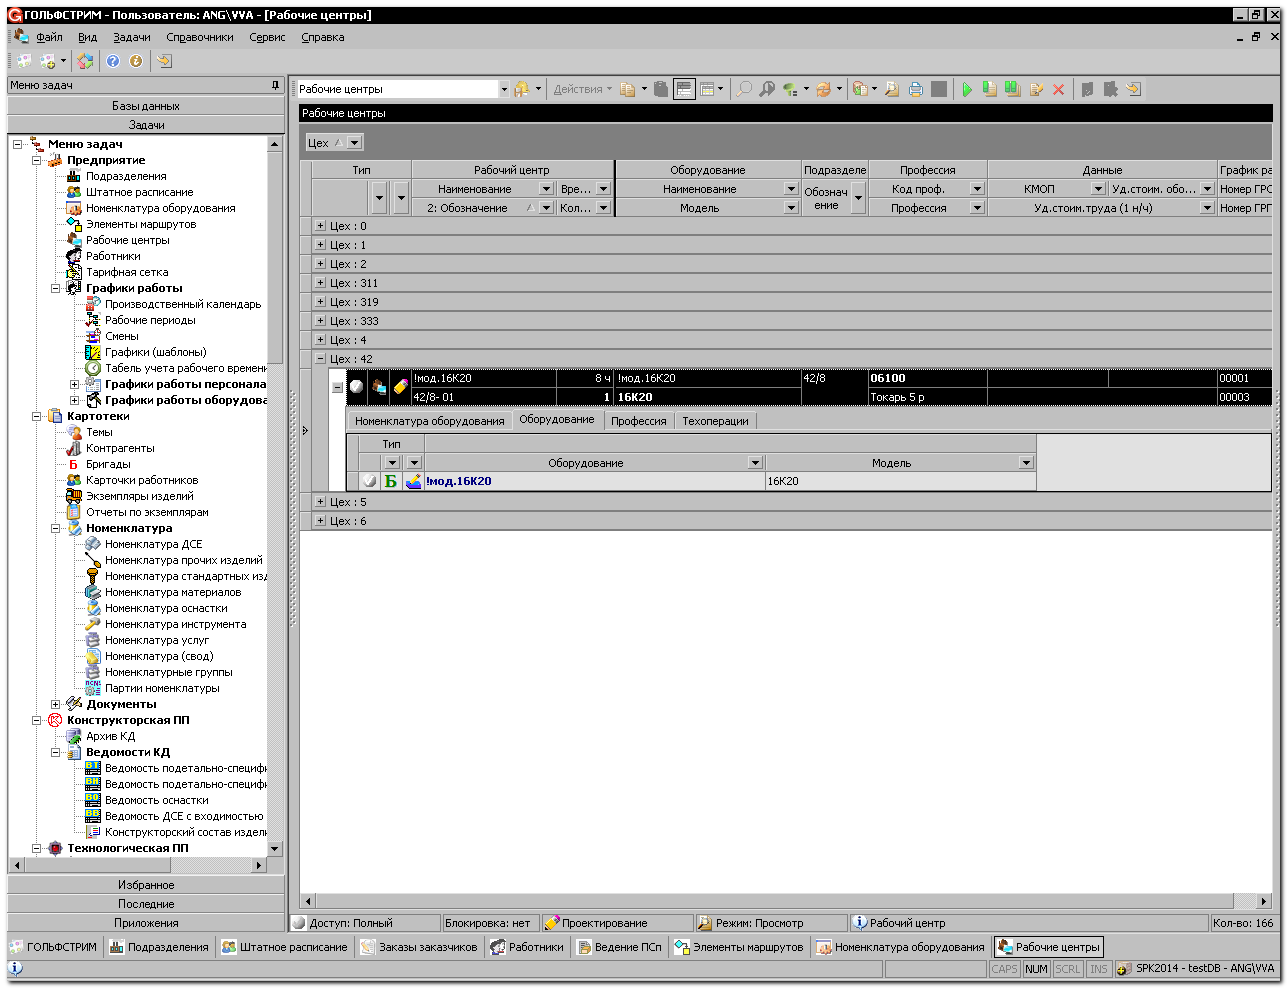 ГОЛЬФСТРИМ - Пользователь: ANG\VVA - [Рабочие центры]
Файл Вид Задачи Справочники Сервис Справка
Меню задач
Базы данных
Задачи
Меню задач
Предприятие
Подразделения
Штатное расписание
Номенклатура оборудования
Элементы маршрутов
Рабочие центры
Работники
Тарифная сетка
Графики работы
Производственный календарь
Рабочие периоды
Смены
Графики (шаблоны)
Табель учета рабочего времени
Графики работы персонала
Графики работы оборудова
Картотеки
Темы
Контрагенты
Бригады
Карточки работников
Экземпляры изделий
Отчеты по экземплярам
Номенклатура
Номенклатура ДСЕ
Номенклатура прочих изделий
Номенклатура стандартных изд
Номенклатура материалов
Номенклатура оснастки
Номенклатура инструмента
Номенклатура услуг
Номенклатура (свод)
Номенклатурные группы
Партии номенклатуры
Документы
Конструкторская ПП
Архив КД
Ведомости КД
Ведомость подетально-специфи
Ведомость подетально-специфи
Ведомость оснастки
Ведомость ДСЕ с входимостью
Конструкторский состав издели
Технологическая ПП
Избранное
Последние
Приложения
Рабочие центры Действия
Рабочие центры
Цех
Тип Рабочий центр Оборудование Подразделе Профессия Данные График ра
Наименование Вре... Наименование Обознач ение Код проф. КМОП Уд.стоим. обо... Номер ГРС
2: Обозначение Кол... Модель Профессия Уд.стоим.труда (1 н/ч) Номер ГРГ
Цех : 0
Цех : 1
Цех : 2
Цех : 311
Цех : 319
Цех : 333
Цех : 4
Цех : 42
!мод.16К20 8 ч !мод.16К20 42/8 06100 00001
42/8- 01 1 16К20 Токарь 5 р 00003
Номенклатура оборудования Оборудование Профессия Техоперации
Тип
Оборудование Модель
Б !мод.16К20 16К20
Цех : 5
Цех : 6
Доступ: Полный Блокировка: нет Проектирование Режим: Просмотр Рабочий центр Кол-во: 166
ГОЛЬФСТРИМ Подразделения Штатное расписание Заказы заказчиков Работники Ведение ПСп Элементы маршрутов Номенклатура оборудования Рабочие центры
CAPS NUM SCRL INS SPK2014 - testDB - ANG\VVA